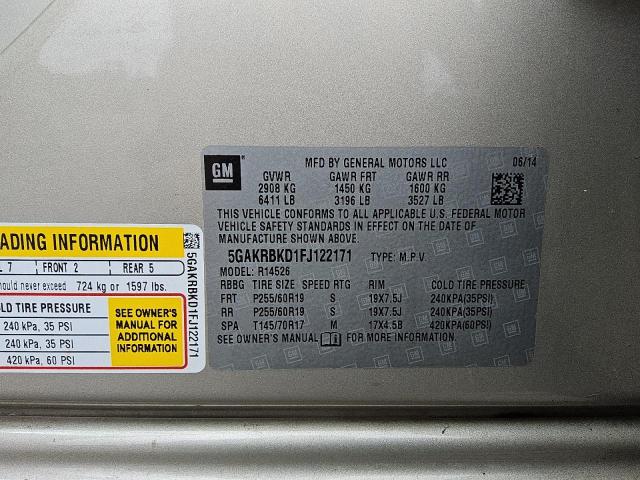 GM
MFD BY GENERAL MOTORS LLC 06/14
GVWR GAWR FRT GAWR RR
2908 KG 1450 KG 1600 KG
6411 LB 3196 LB 3527 LB
THIS VEHICLE CONFORMS TO ALL APPLICABLE U.S. FEDERAL MOTOR
VEHICLE SAFETY STANDARDS IN EFFECT ON THE DATE OF
MANUFACTURE SHOWN ABOVE.
5GAKRBKD1FJ122171 TYPE: M.P.V.
MODEL: R14526
RBBG TIRE SIZE SPEED RTG RIM COLD TIRE PRESSURE
FRT P255/60R19 S 19X7.5J 240KPA(35PSI)
RR P255/60R19 S 19X7.5J 240KPA(35PSI)
SPA T145/70R17 M 17X4.5B 420KPA(60PSI)
SEE OWNER'S MANUAL FOR MORE INFORMATION.
ADING INFORMATION
L 7 FRONT 2 REAR 5
hould never exceed 724 kg or 1597 lbs.
OLD TIRE PRESSURE
240 kPa, 35 PSI
240 kPa, 35 PSI
420 kPa, 60 PSI
SEE OWNER'S
MANUAL FOR
ADDITIONAL
INFORMATION
5GAKRBKD1FJ122171